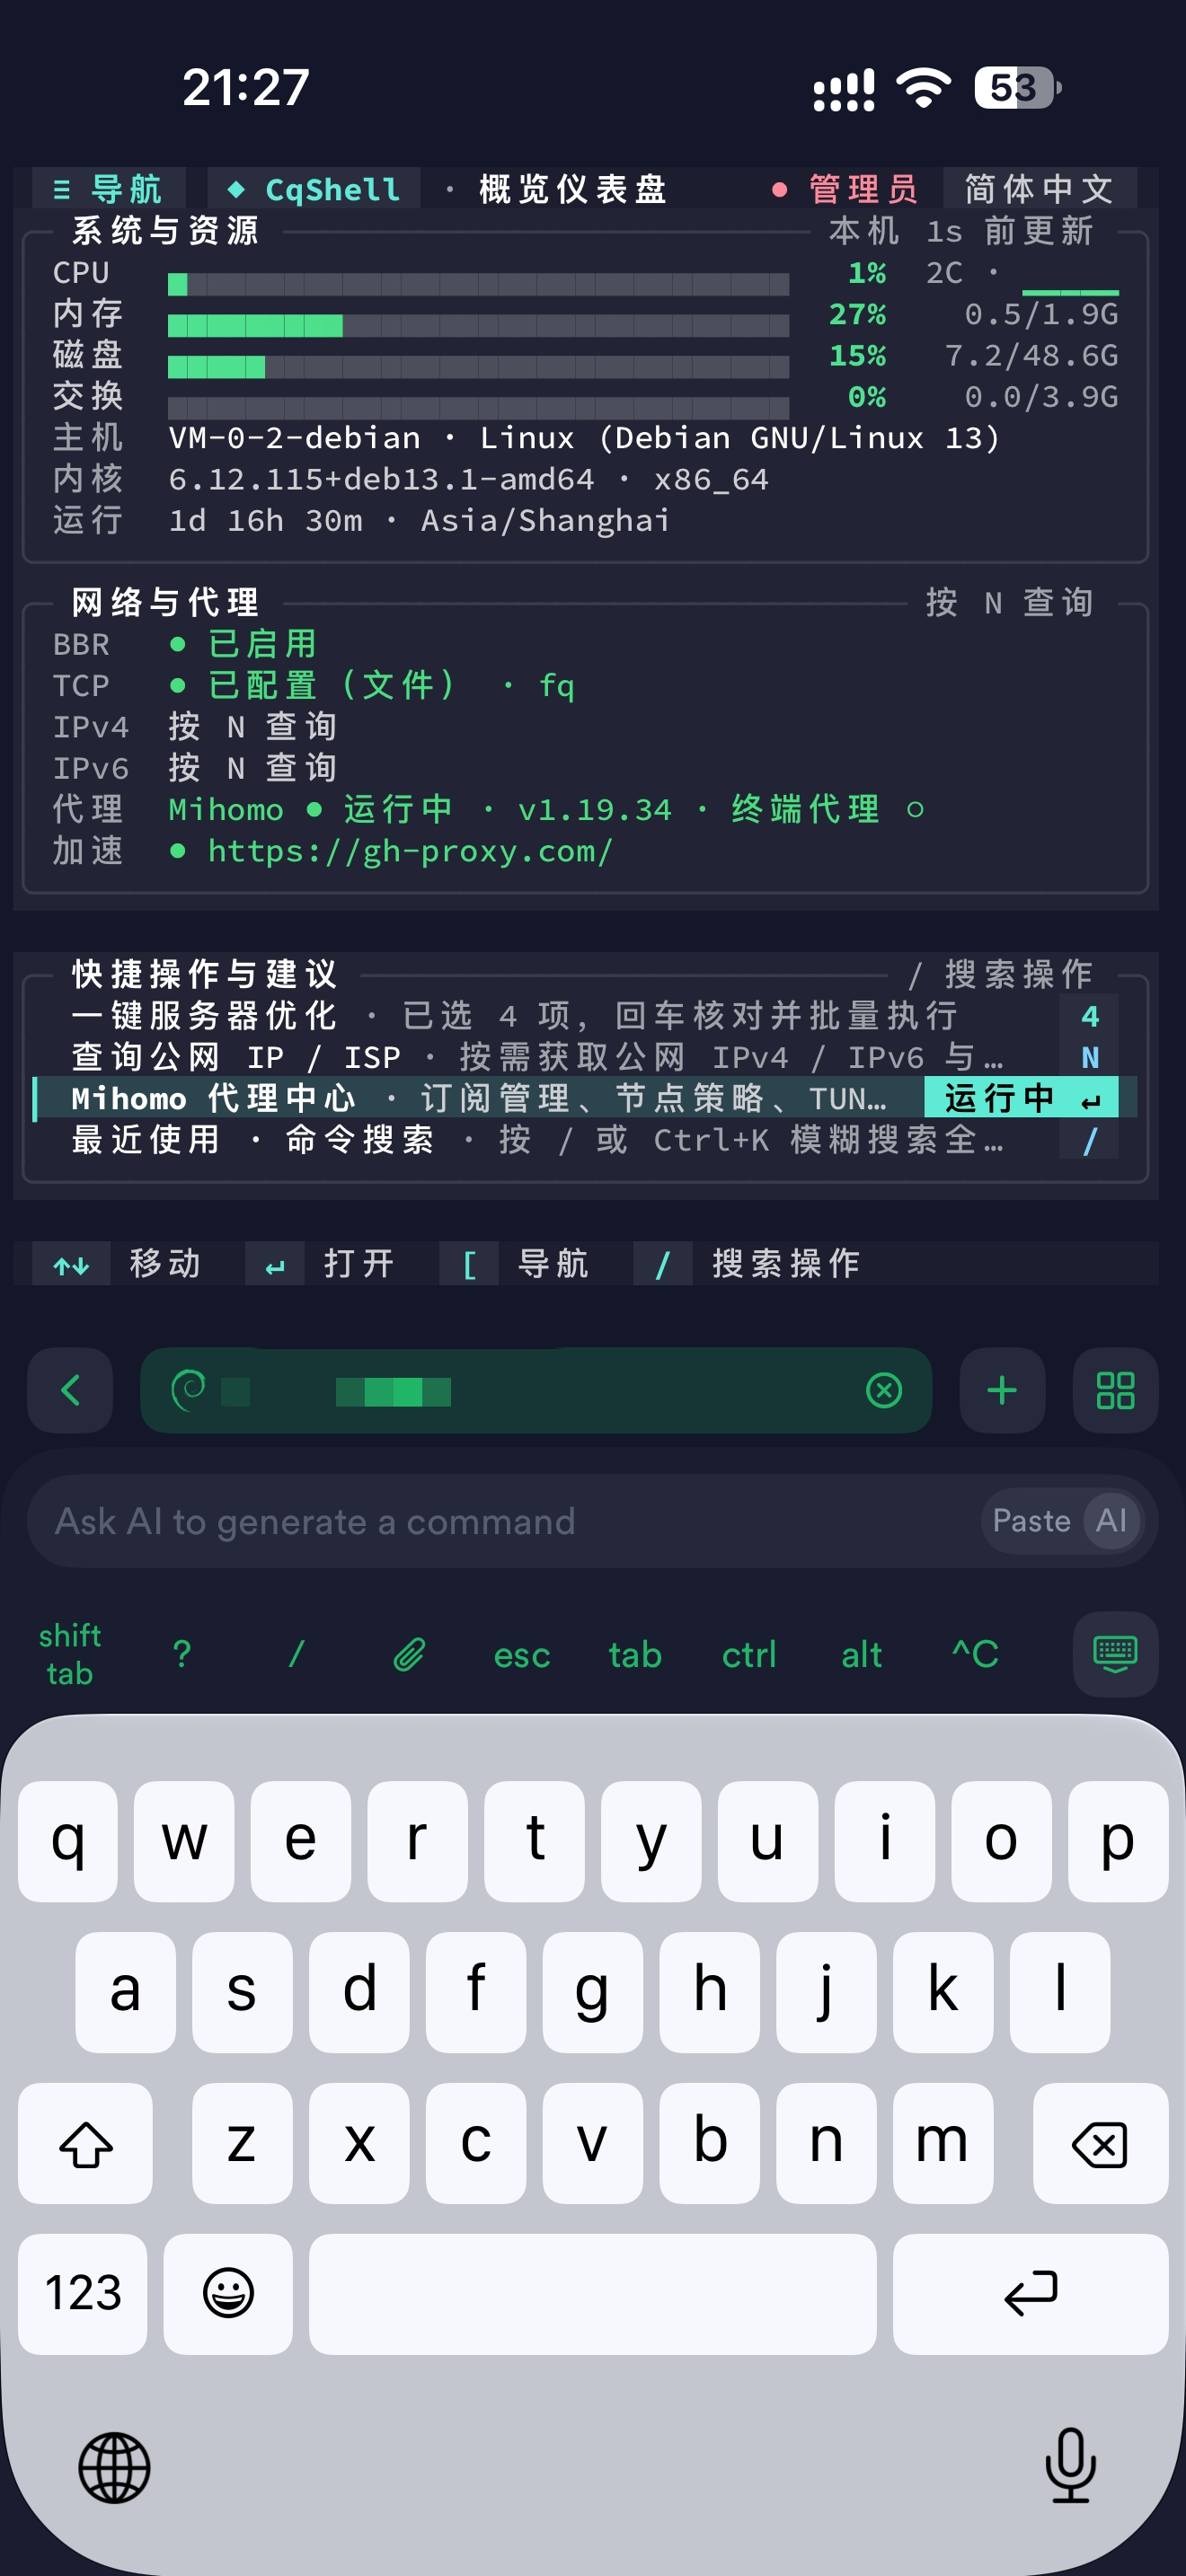 21:27 53
≡ 导航 ◆ CqShell · 概览仪表盘 ● 管理员 简体中文
系统与资源 本机 1s 前更新
CPU 1% 2C ·
内存 27% 0.5/1.9G
磁盘 15% 7.2/48.6G
交换 0% 0.0/3.9G
主机 VM-0-2-debian · Linux (Debian GNU/Linux 13)
内核 6.12.115+deb13.1-amd64 · x86_64
运行 1d 16h 30m · Asia/Shanghai
网络与代理 按 N 查询
BBR ● 已启用
TCP ● 已配置（文件） · fq
IPv4 按 N 查询
IPv6 按 N 查询
代理 Mihomo ● 运行中 · v1.19.34 · 终端代理 ○
加速 ● https://gh-proxy.com/
快捷操作与建议 / 搜索操作
一键服务器优化 · 已选 4 项，回车核对并批量执行 4
查询公网 IP / ISP · 按需获取公网 IPv4 / IPv6 与… N
Mihomo 代理中心 · 订阅管理、节点策略、TUN… 运行中 ↵
最近使用 · 命令搜索 · 按 / 或 Ctrl+K 模糊搜索全… /
↑↓ 移动 ↵ 打开 [ 导航 / 搜索操作
Ask AI to generate a command Paste AI
shift tab ? / esc tab ctrl alt ^C
q w e r t y u i o p
a s d f g h j k l
z x c v b n m
123